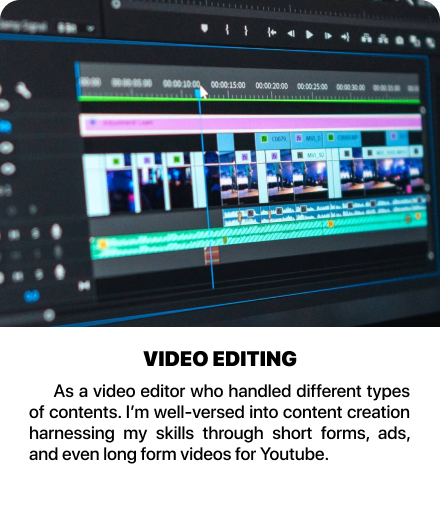 00:00:05:00 00:00:10:00 00:00:15:00 00:00:20:00 00:00:25:00 00:00:30:00
VIDEO EDITING
As a video editor who handled different types
of contents. I’m well-versed into content creation
harnessing my skills through short forms, ads,
and even long form videos for Youtube.